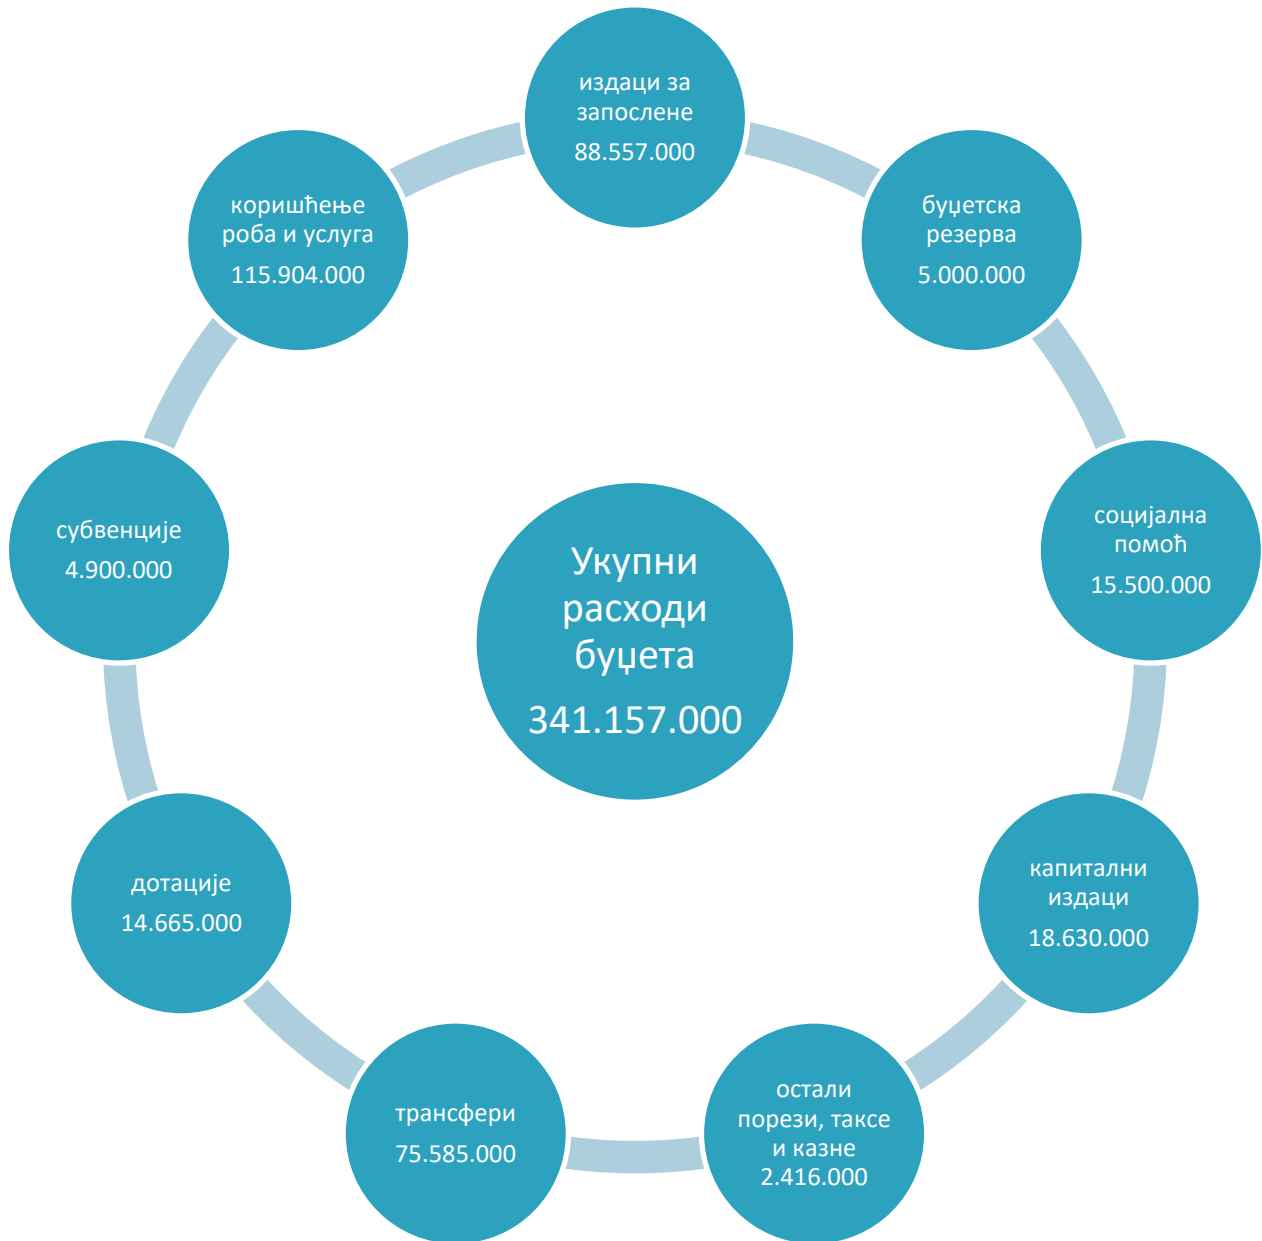 издаци за
запослене
88.557.000
буџетска
резерва
5.000.000
социјална
помоћ
15.500.000
капитални
издаци
18.630.000
остали
порези, таксе
и казне
2.416.000
трансфери
75.585.000
дотације
14.665.000
субвенције
4.900.000
коришћење
роба и услуга
115.904.000
Укупни
расходи
буџета
341.157.000